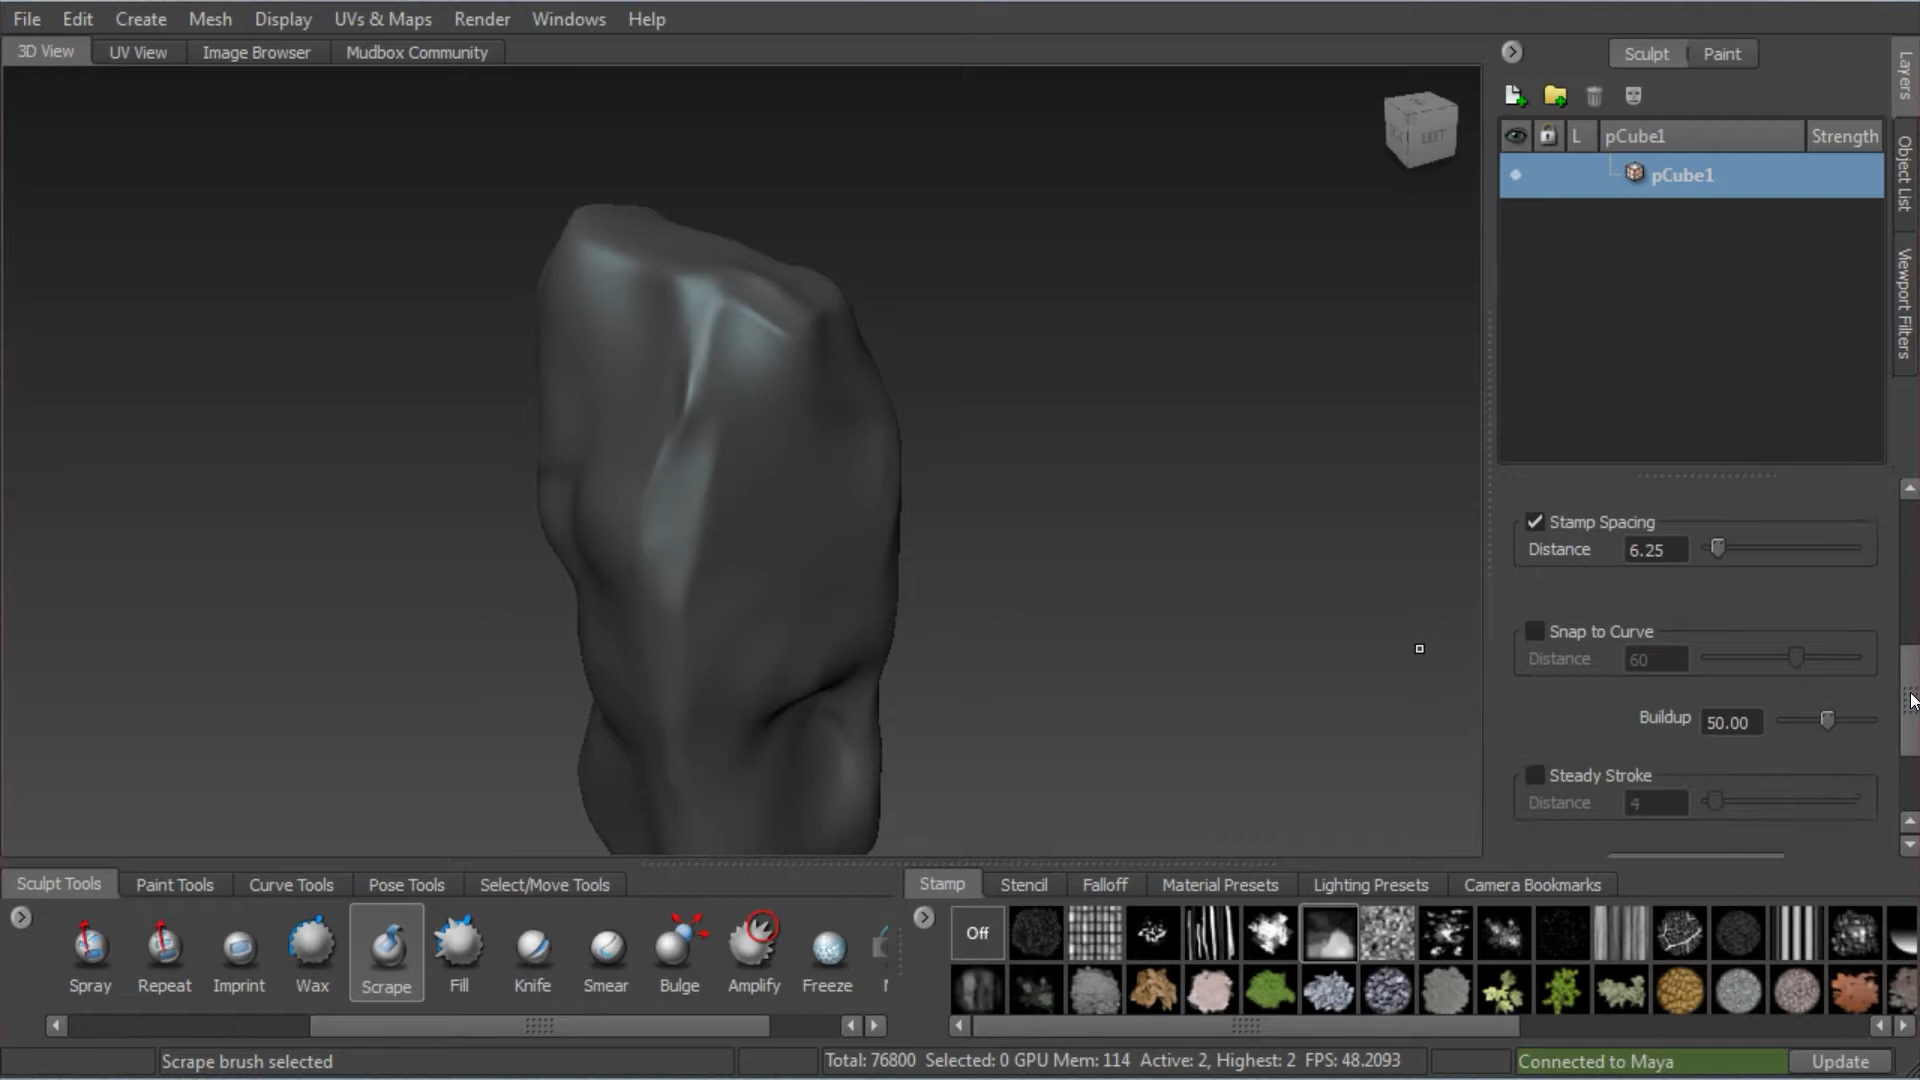 File Edit Create Mesh Display UVs & Maps Render Windows Help
3D View UV View Image Browser Mudbox Community
Sculpt Paint
Layers
Object List
Viewport Filters
L pCube1 Strength
pCube1
LEFT
Stamp Spacing
Distance 6.25
Snap to Curve
Distance 60
Buildup 50.00
Steady Stroke
Distance 4
Sculpt Tools Paint Tools Curve Tools Pose Tools Select/Move Tools
Stamp Stencil Falloff Material Presets Lighting Presets Camera Bookmarks
Off
Spray Repeat Imprint Wax Scrape Fill Knife Smear Bulge Amplify Freeze
Scrape brush selected
Total: 76800 Selected: 0 GPU Mem: 114 Active: 2, Highest: 2 FPS: 48.2093
Connected to Maya
Update